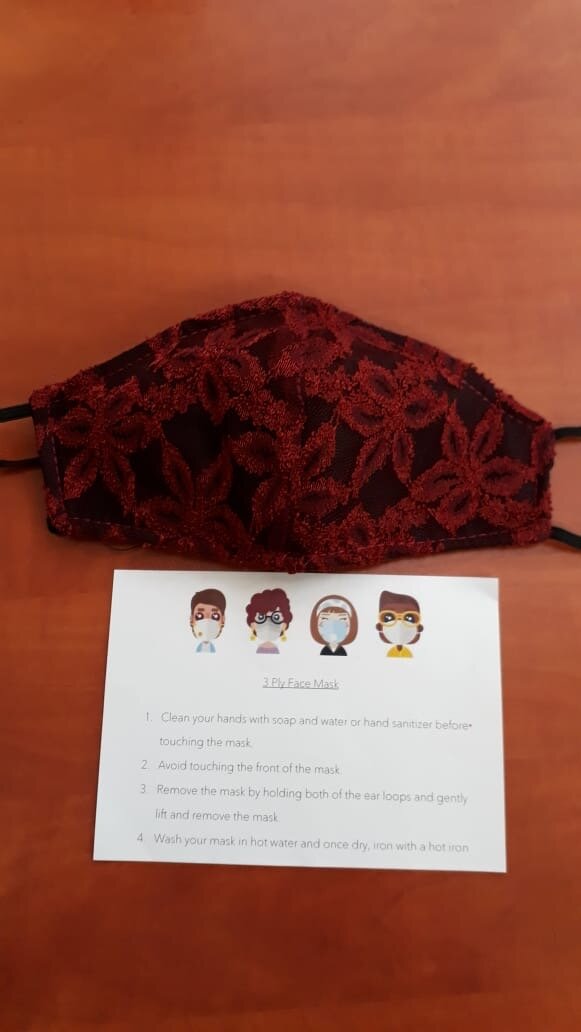 3 Ply Face Mask
1. Clean your hands with soap and water or hand sanitizer before
touching the mask.
2. Avoid touching the front of the mask.
3. Remove the mask by holding both of the ear loops and gently
lift and remove the mask.
4. Wash your mask in hot water and once dry, iron with a hot iron